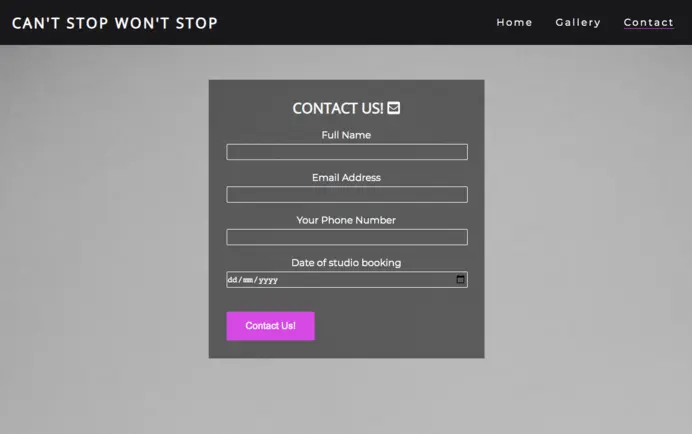 CAN'T STOP WON'T STOP
Home Gallery Contact
CONTACT US!
Full Name
Email Address
Your Phone Number
Date of studio booking
dd/mm/yyyy
Contact Us!